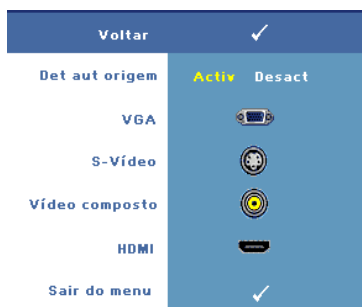 Voltar
Det aut origem Activ Desact
VGA
S-Vídeo
Vídeo composto
HDMI
Sair do menu